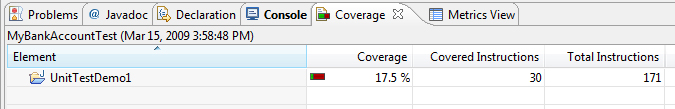 Problems @ Javadoc Declaration Console Coverage Metrics View
MyBankAccountTest (Mar 15, 2009 3:58:48 PM)
Element Coverage Covered Instructions Total Instructions
UnitTestDemo1 17.5 % 30 171